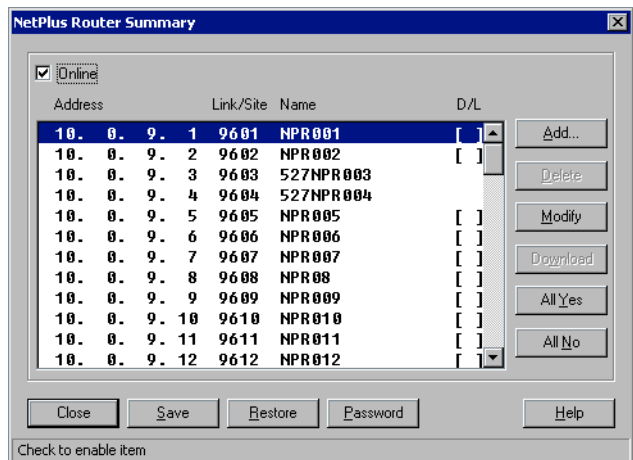 NetPlus Router Summary
Online
Address Link/Site Name D/L
10. 0. 9. 1 9601 NPR001 [ ]
10. 0. 9. 2 9602 NPR002 [ ]
10. 0. 9. 3 9603 527NPR003
10. 0. 9. 4 9604 527NPR004
10. 0. 9. 5 9605 NPR005 [ ]
10. 0. 9. 6 9606 NPR006 [ ]
10. 0. 9. 7 9607 NPR007 [ ]
10. 0. 9. 8 9608 NPR08 [ ]
10. 0. 9. 9 9609 NPR009 [ ]
10. 0. 9. 10 9610 NPR010 [ ]
10. 0. 9. 11 9611 NPR011 [ ]
10. 0. 9. 12 9612 NPR012 [ ]
Add...
Delete
Modify
Download
All Yes
All No
Close Save Restore Password Help
Check to enable item